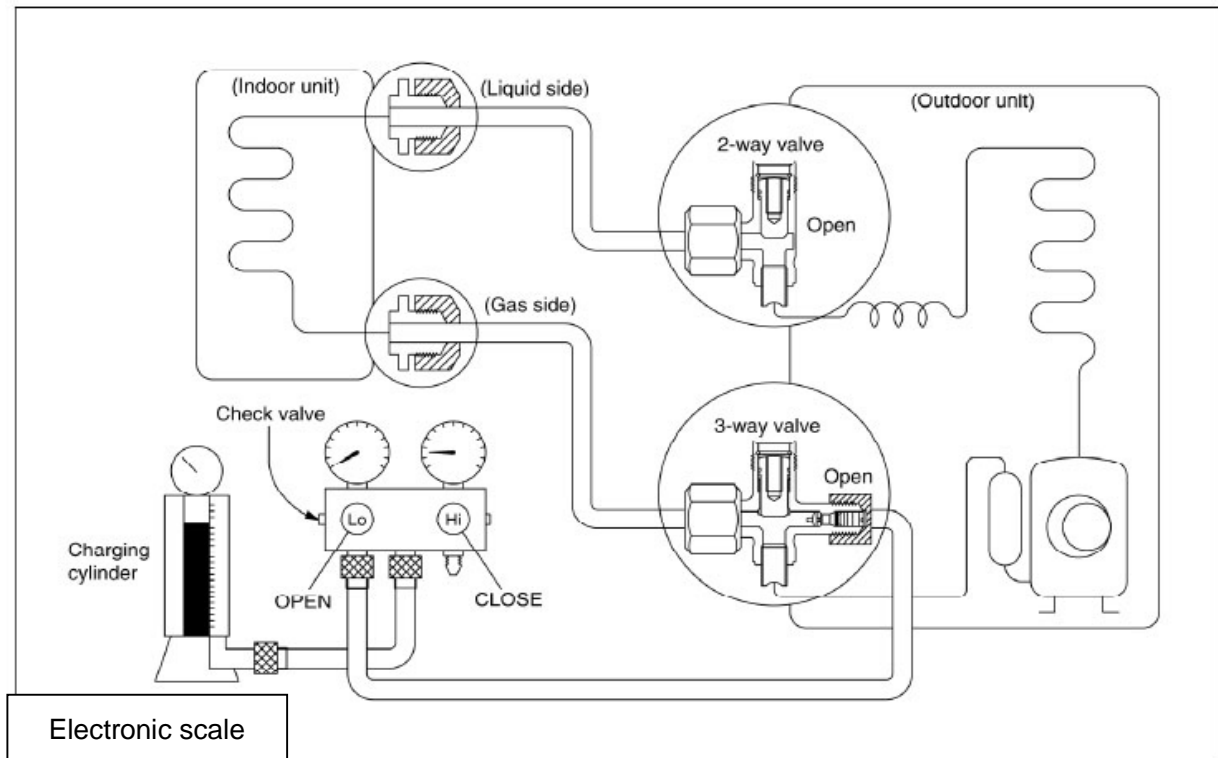 (Indoor unit)
(Liquid side)
(Outdoor unit)
2-way valve
Open
(Gas side)
Check valve
3-way valve
Open
Lo
Hi
Charging
cylinder
OPEN
CLOSE
Electronic scale